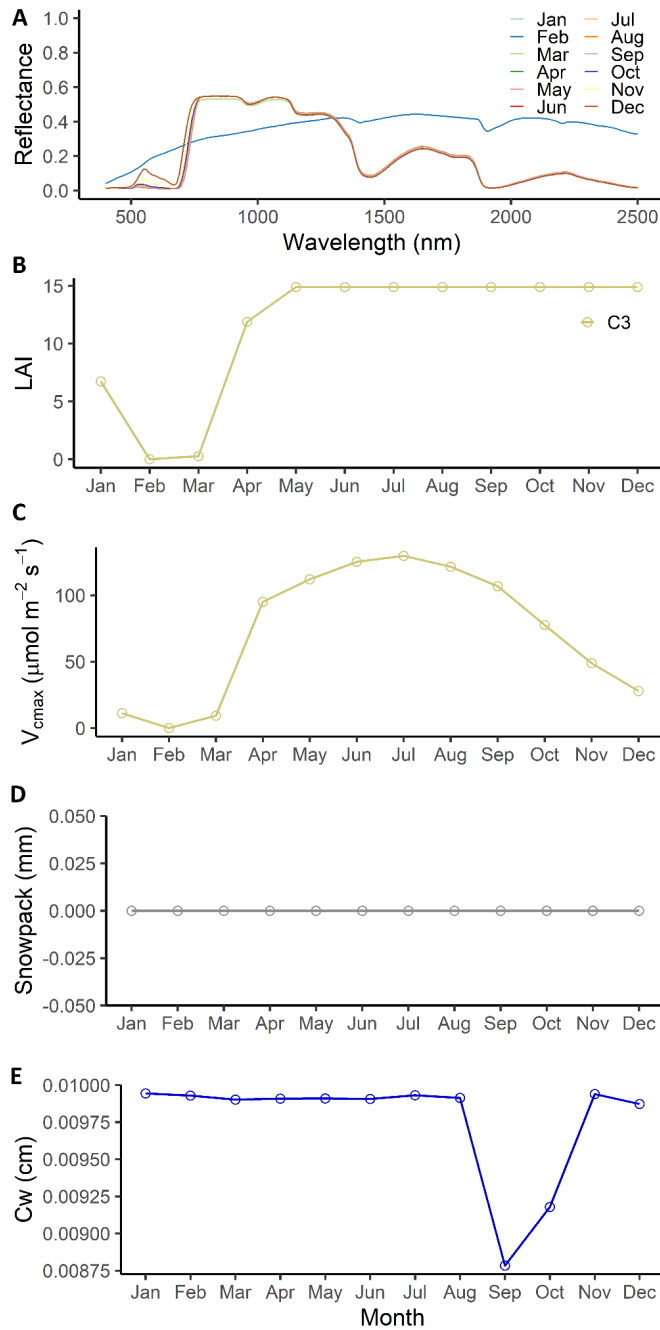 A
Reflectance
1.0
0.8
0.6
0.4
0.2
0.0
Jan Jul
Feb Aug
Mar Sep
Apr Oct
May Nov
Jun Dec
500 1000 1500 2000 2500
Wavelength (nm)
B
LAI
15
10
5
0
C3
Jan Feb Mar Apr May Jun Jul Aug Sep Oct Nov Dec
C
Vcmax (μmol m−2 s−1)
100
50
0
Jan Feb Mar Apr May Jun Jul Aug Sep Oct Nov Dec
D
Snowpack (mm)
0.050
0.025
0.000
-0.025
-0.050
Jan Feb Mar Apr May Jun Jul Aug Sep Oct Nov Dec
E
Cw (cm)
0.01000
0.00975
0.00950
0.00925
0.00900
0.00875
Jan Feb Mar Apr May Jun Jul Aug Sep Oct Nov Dec
Month